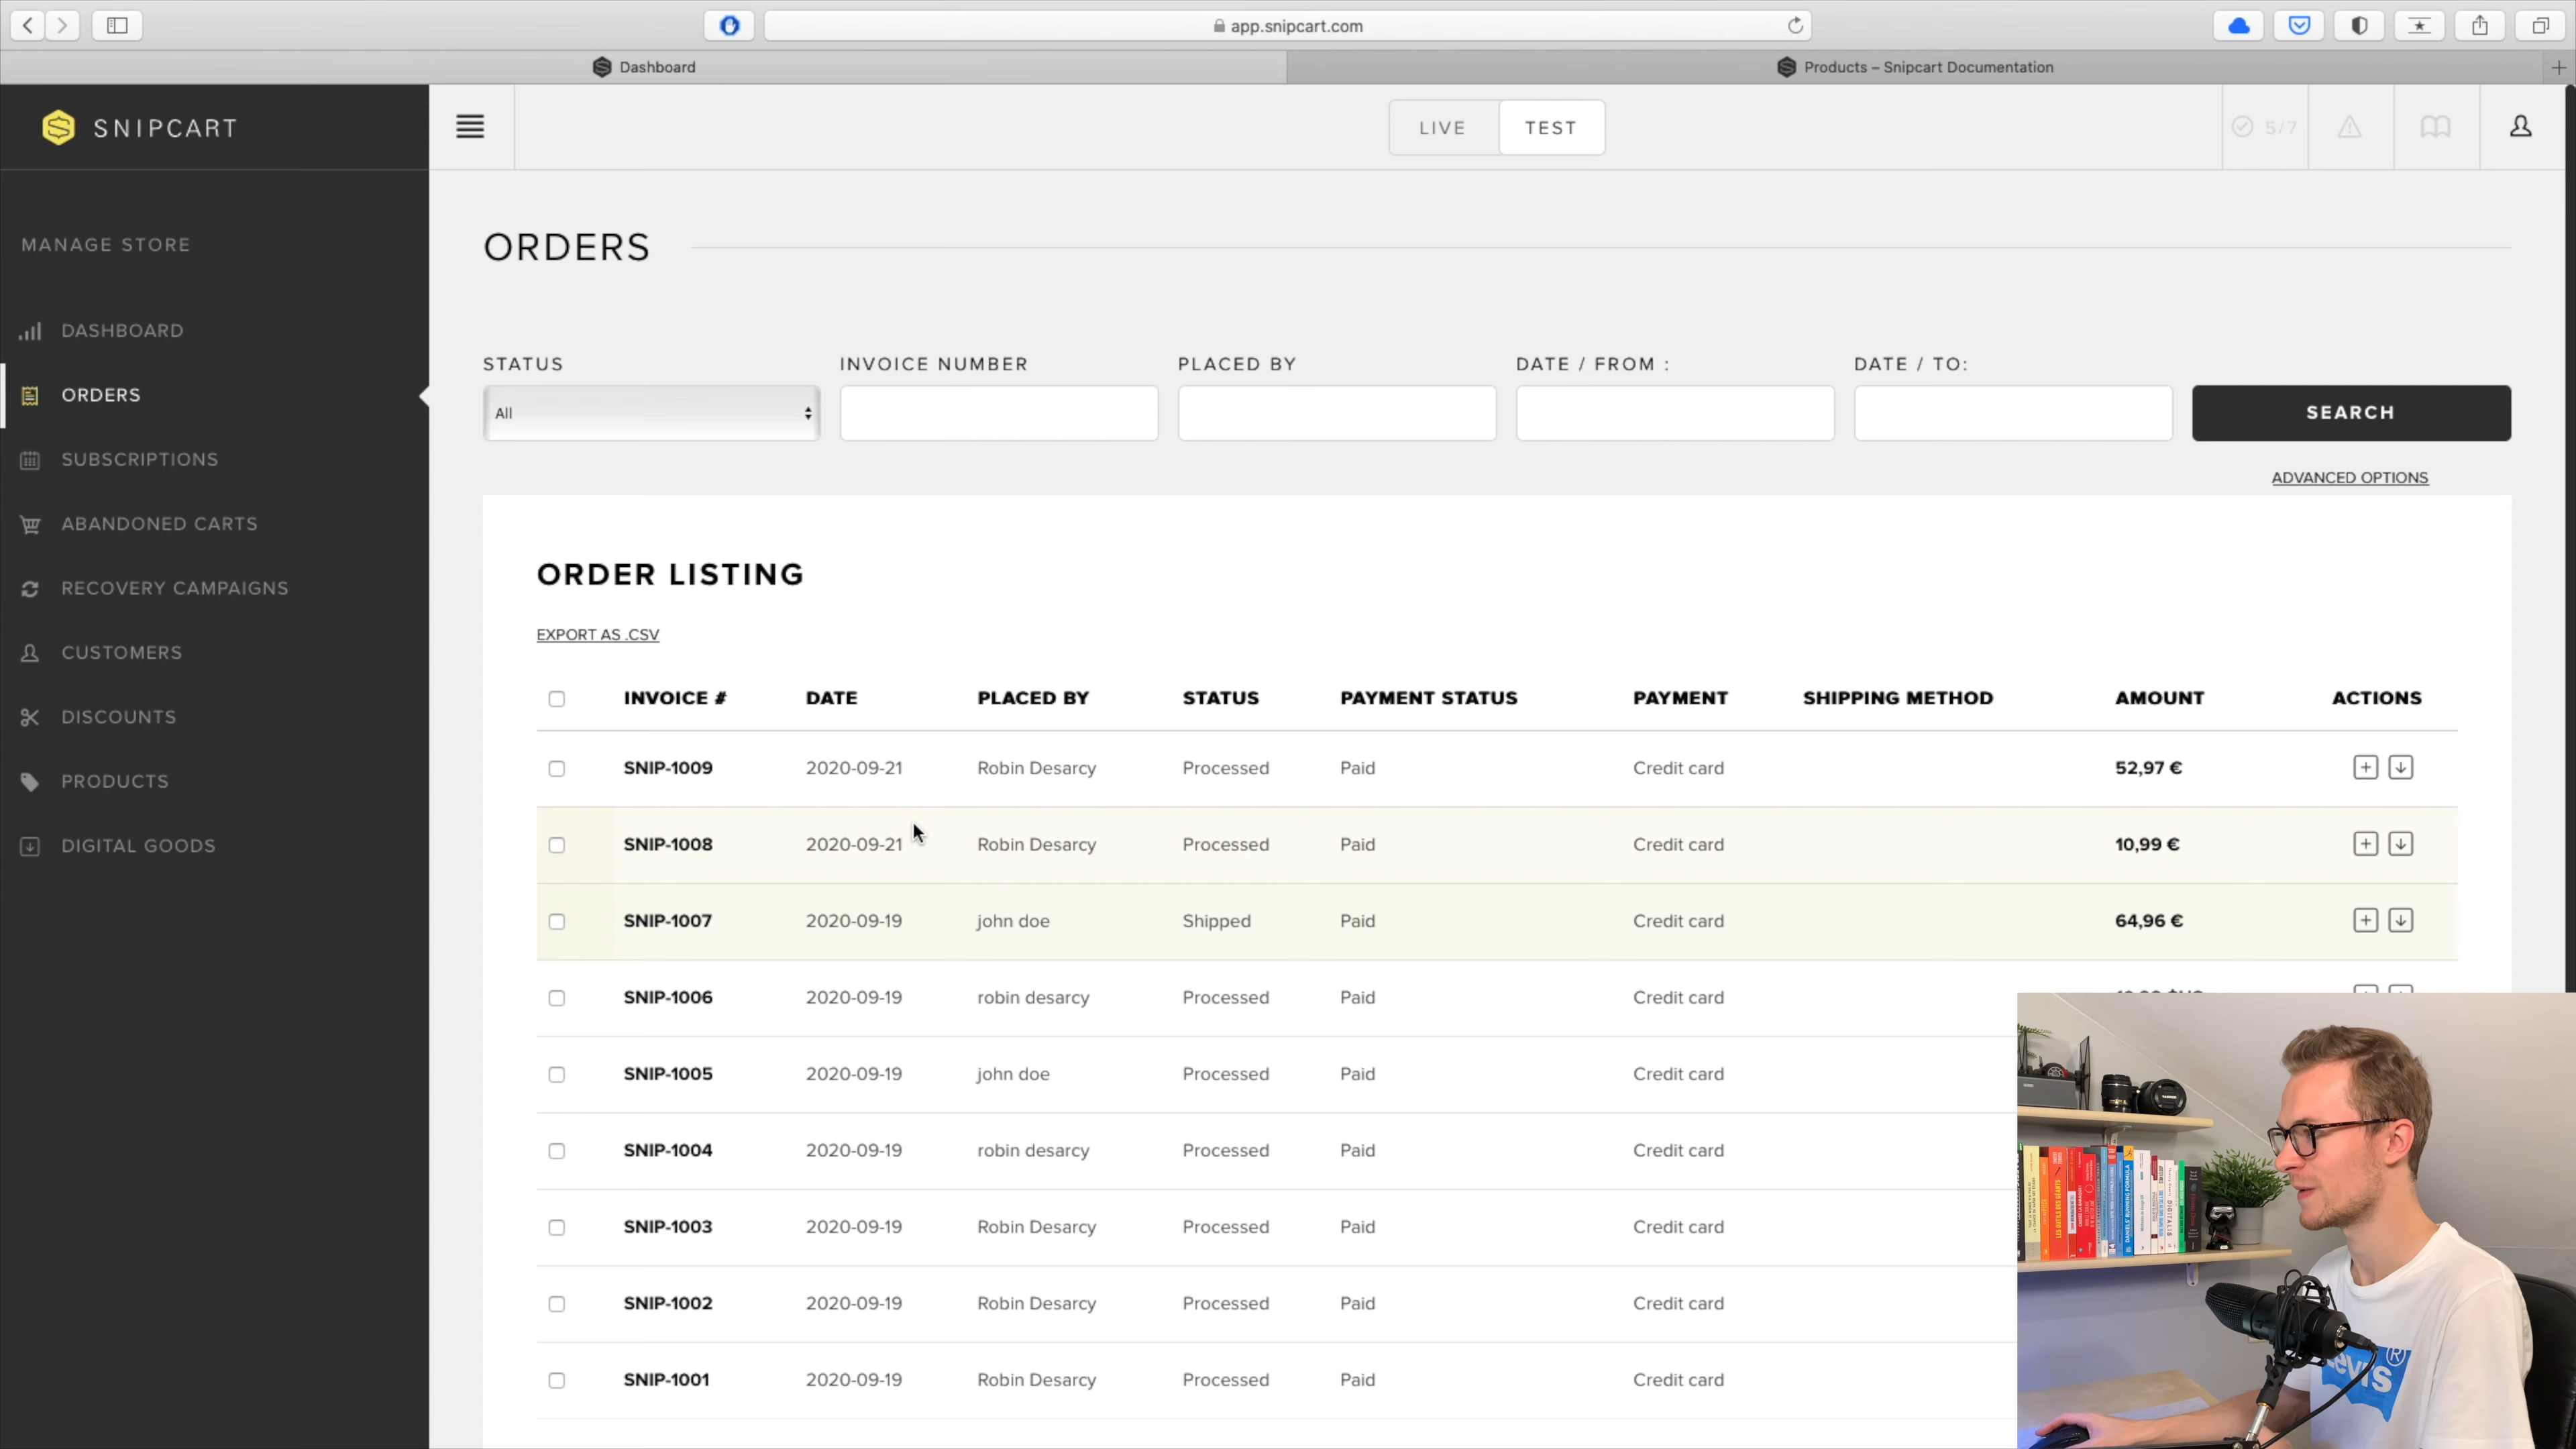 app.snipcart.com
Dashboard
Products – Snipcart Documentation
SNIPCART
LIVE TEST
5/7
MANAGE STORE
DASHBOARD
ORDERS
SUBSCRIPTIONS
ABANDONED CARTS
RECOVERY CAMPAIGNS
CUSTOMERS
DISCOUNTS
PRODUCTS
DIGITAL GOODS
ORDERS
STATUS INVOICE NUMBER PLACED BY DATE / FROM : DATE / TO:
All SEARCH
ADVANCED OPTIONS
ORDER LISTING
EXPORT AS .CSV
INVOICE # DATE PLACED BY STATUS PAYMENT STATUS PAYMENT SHIPPING METHOD AMOUNT ACTIONS
SNIP-1009 2020-09-21 Robin Desarcy Processed Paid Credit card 52,97 €
SNIP-1008 2020-09-21 Robin Desarcy Processed Paid Credit card 10,99 €
SNIP-1007 2020-09-19 john doe Shipped Paid Credit card 64,96 €
SNIP-1006 2020-09-19 robin desarcy Processed Paid Credit card
SNIP-1005 2020-09-19 john doe Processed Paid Credit card
SNIP-1004 2020-09-19 robin desarcy Processed Paid Credit card
SNIP-1003 2020-09-19 Robin Desarcy Processed Paid Credit card
SNIP-1002 2020-09-19 Robin Desarcy Processed Paid Credit card
SNIP-1001 2020-09-19 Robin Desarcy Processed Paid Credit card